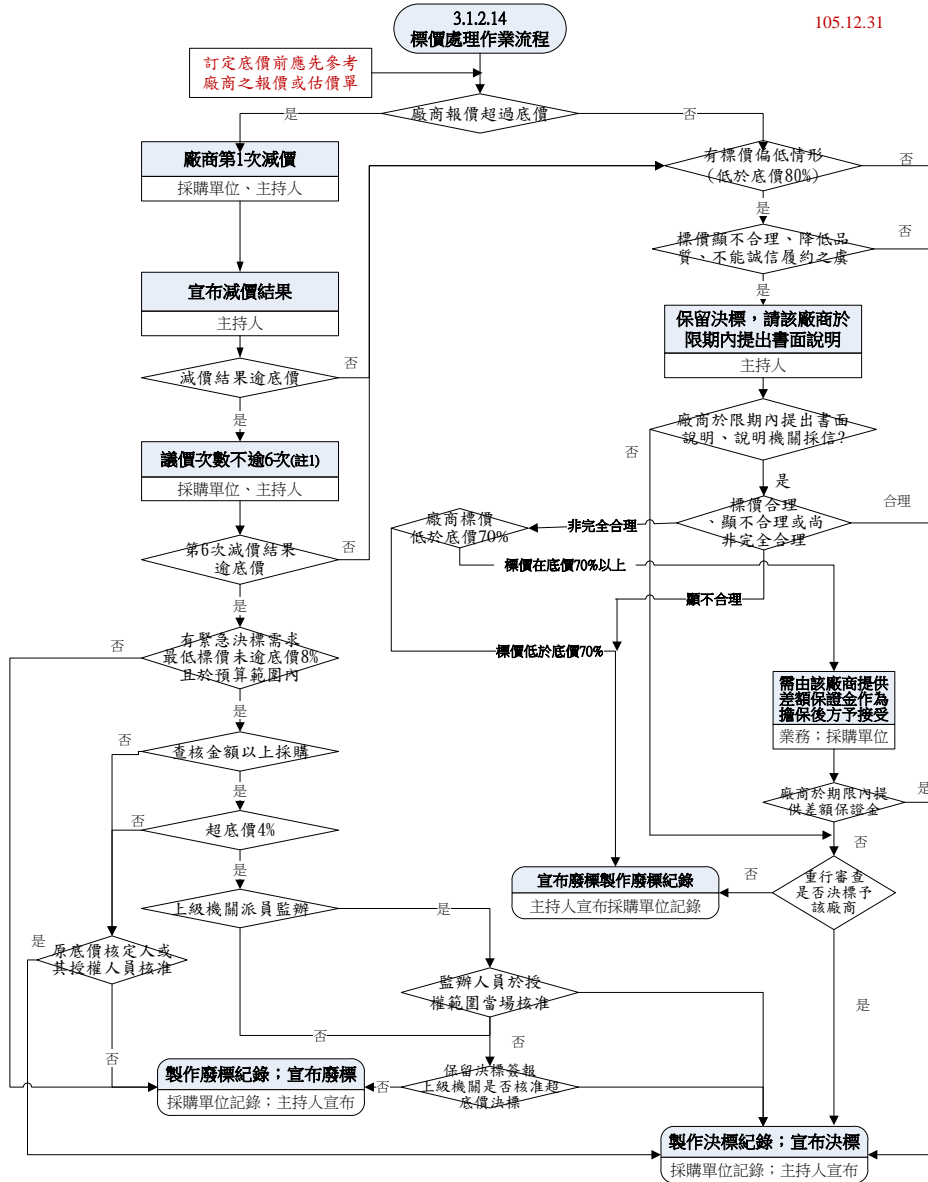 3.1.2.14
標價處理作業流程
105.12.31
訂定底價前應先參考
廠商之報價或估價單
廠商報價超過底價
是
否
廠商第1次減價
採購單位、主持人
有標價偏低情形
(低於底價80%)
否
是
標價顯不合理、降低品
質、不能誠信履約之虞
否
是
宣布減價結果
主持人
保留決標，請該廠商於
限期內提出書面說明
主持人
減價結果逾底價
否
是
廠商於限期內提出書面
說明、說明機關採信?
否
是
議價次數不逾6次(註1)
採購單位、主持人
標價合理
、顯不合理或尚
非完全合理
合理
非完全合理
廠商標價
低於底價70%
標價在底價70%以上
顯不合理
標價低於底價70%
第6次減價結果
逾底價
否
是
有緊急決標需求
最低標價未逾底價8%
且於預算範圍內
否
是
需由該廠商提供
差額保證金作為
擔保後方予接受
業務；採購單位
查核金額以上採購
否
是
廠商於期限內提
供差額保證金
是
否
超底價4%
否
是
重行審查
是否決標予
該廠商
否
是
宣布廢標製作廢標紀錄
主持人宣布採購單位記錄
上級機關派員監辦
是
否
原底價核定人或
其授權人員核准
是
否
監辦人員於授
權範圍當場核准
否
保留決標簽報
上級機關是否核准超
底價決標
否
製作廢標紀錄；宣布廢標
採購單位記錄；主持人宣布
製作決標紀錄；宣布決標
採購單位記錄；主持人宣布